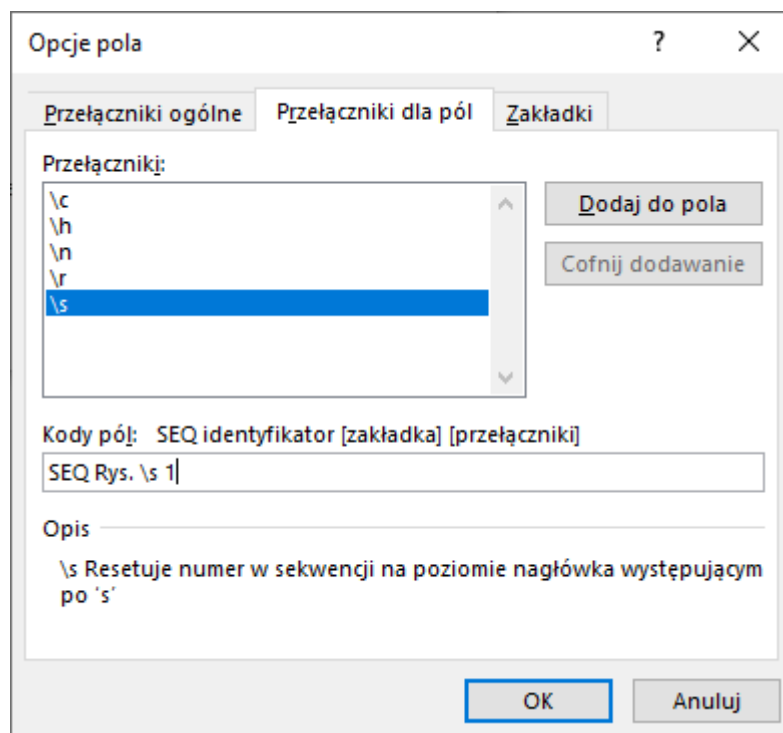 Opcje pola
? ×
Przełączniki ogólne Przełączniki dla pól Zakładki
Przełączniki:
\c
\h
\n
\r
\s
Dodaj do pola
Cofnij dodawanie
Kody pól: SEQ identyfikator [zakładka] [przełączniki]
SEQ Rys. \s 1
Opis
\s Resetuje numer w sekwencji na poziomie nagłówka występującym
po 's'
OK Anuluj